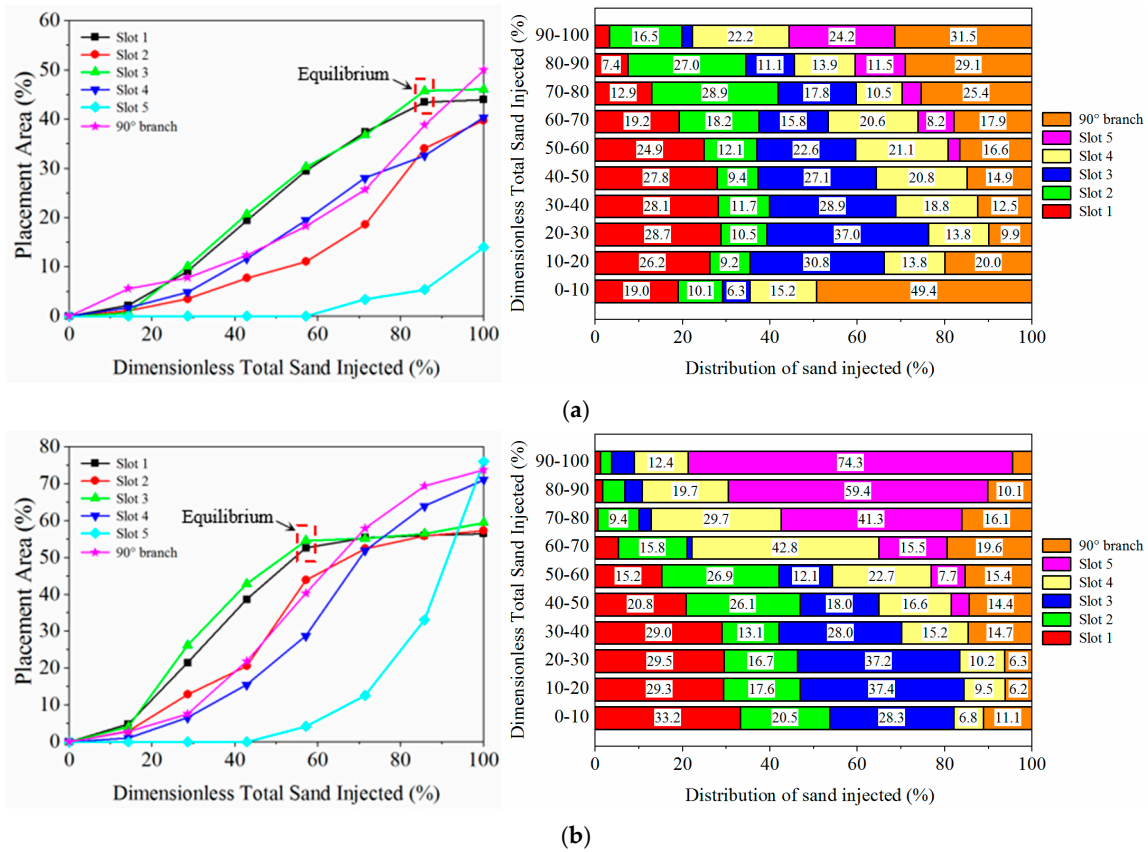 60
50
40
30
20
10
0
Placement Area (%)
Slot 1
Slot 2
Slot 3
Slot 4
Slot 5
90° branch
Equilibrium
0 20 40 60 80 100
Dimensionless Total Sand Injected (%)
Dimensionless Total Sand Injected (%)
90-100 16.5 22.2 24.2 31.5
80-90 7.4 27.0 11.1 13.9 11.5 29.1
70-80 12.9 28.9 17.8 10.5 25.4
60-70 19.2 18.2 15.8 20.6 8.2 17.9
50-60 24.9 12.1 22.6 21.1 16.6
40-50 27.8 9.4 27.1 20.8 14.9
30-40 28.1 11.7 28.9 18.8 12.5
20-30 28.7 10.5 37.0 13.8 9.9
10-20 26.2 9.2 30.8 13.8 20.0
0-10 19.0 10.1 6.3 15.2 49.4
0 20 40 60 80 100
Distribution of sand injected (%)
90° branch
Slot 5
Slot 4
Slot 3
Slot 2
Slot 1
(a)
80
70
60
50
40
30
20
10
0
Placement Area (%)
Slot 1
Slot 2
Slot 3
Slot 4
Slot 5
90° branch
Equilibrium
0 20 40 60 80 100
Dimensionless Total Sand Injected (%)
Dimensionless Total Sand Injected (%)
90-100 12.4 74.3
80-90 19.7 59.4 10.1
70-80 9.4 29.7 41.3 16.1
60-70 15.8 42.8 15.5 19.6
50-60 15.2 26.9 12.1 22.7 7.7 15.4
40-50 20.8 26.1 18.0 16.6 14.4
30-40 29.0 13.1 28.0 15.2 14.7
20-30 29.5 16.7 37.2 10.2 6.3
10-20 29.3 17.6 37.4 9.5 6.2
0-10 33.2 20.5 28.3 6.8 11.1
0 20 40 60 80 100
Distribution of sand injected (%)
90° branch
Slot 5
Slot 4
Slot 3
Slot 2
Slot 1
(b)